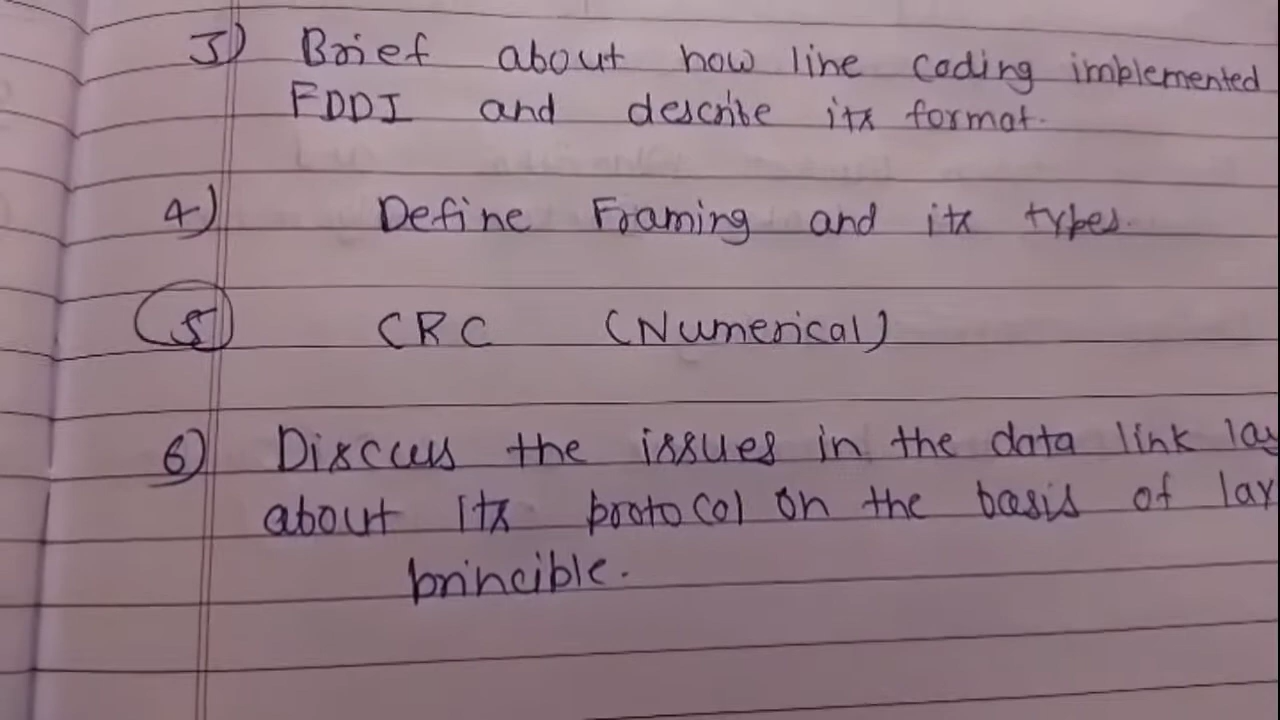 3) Brief about how line coding implemented
FDDI and describe its format.
4) Define Framing and its types.
5) CRC (Numerical)
6) Discuss the issues in the data link
about its protocol on the basis of
principle.